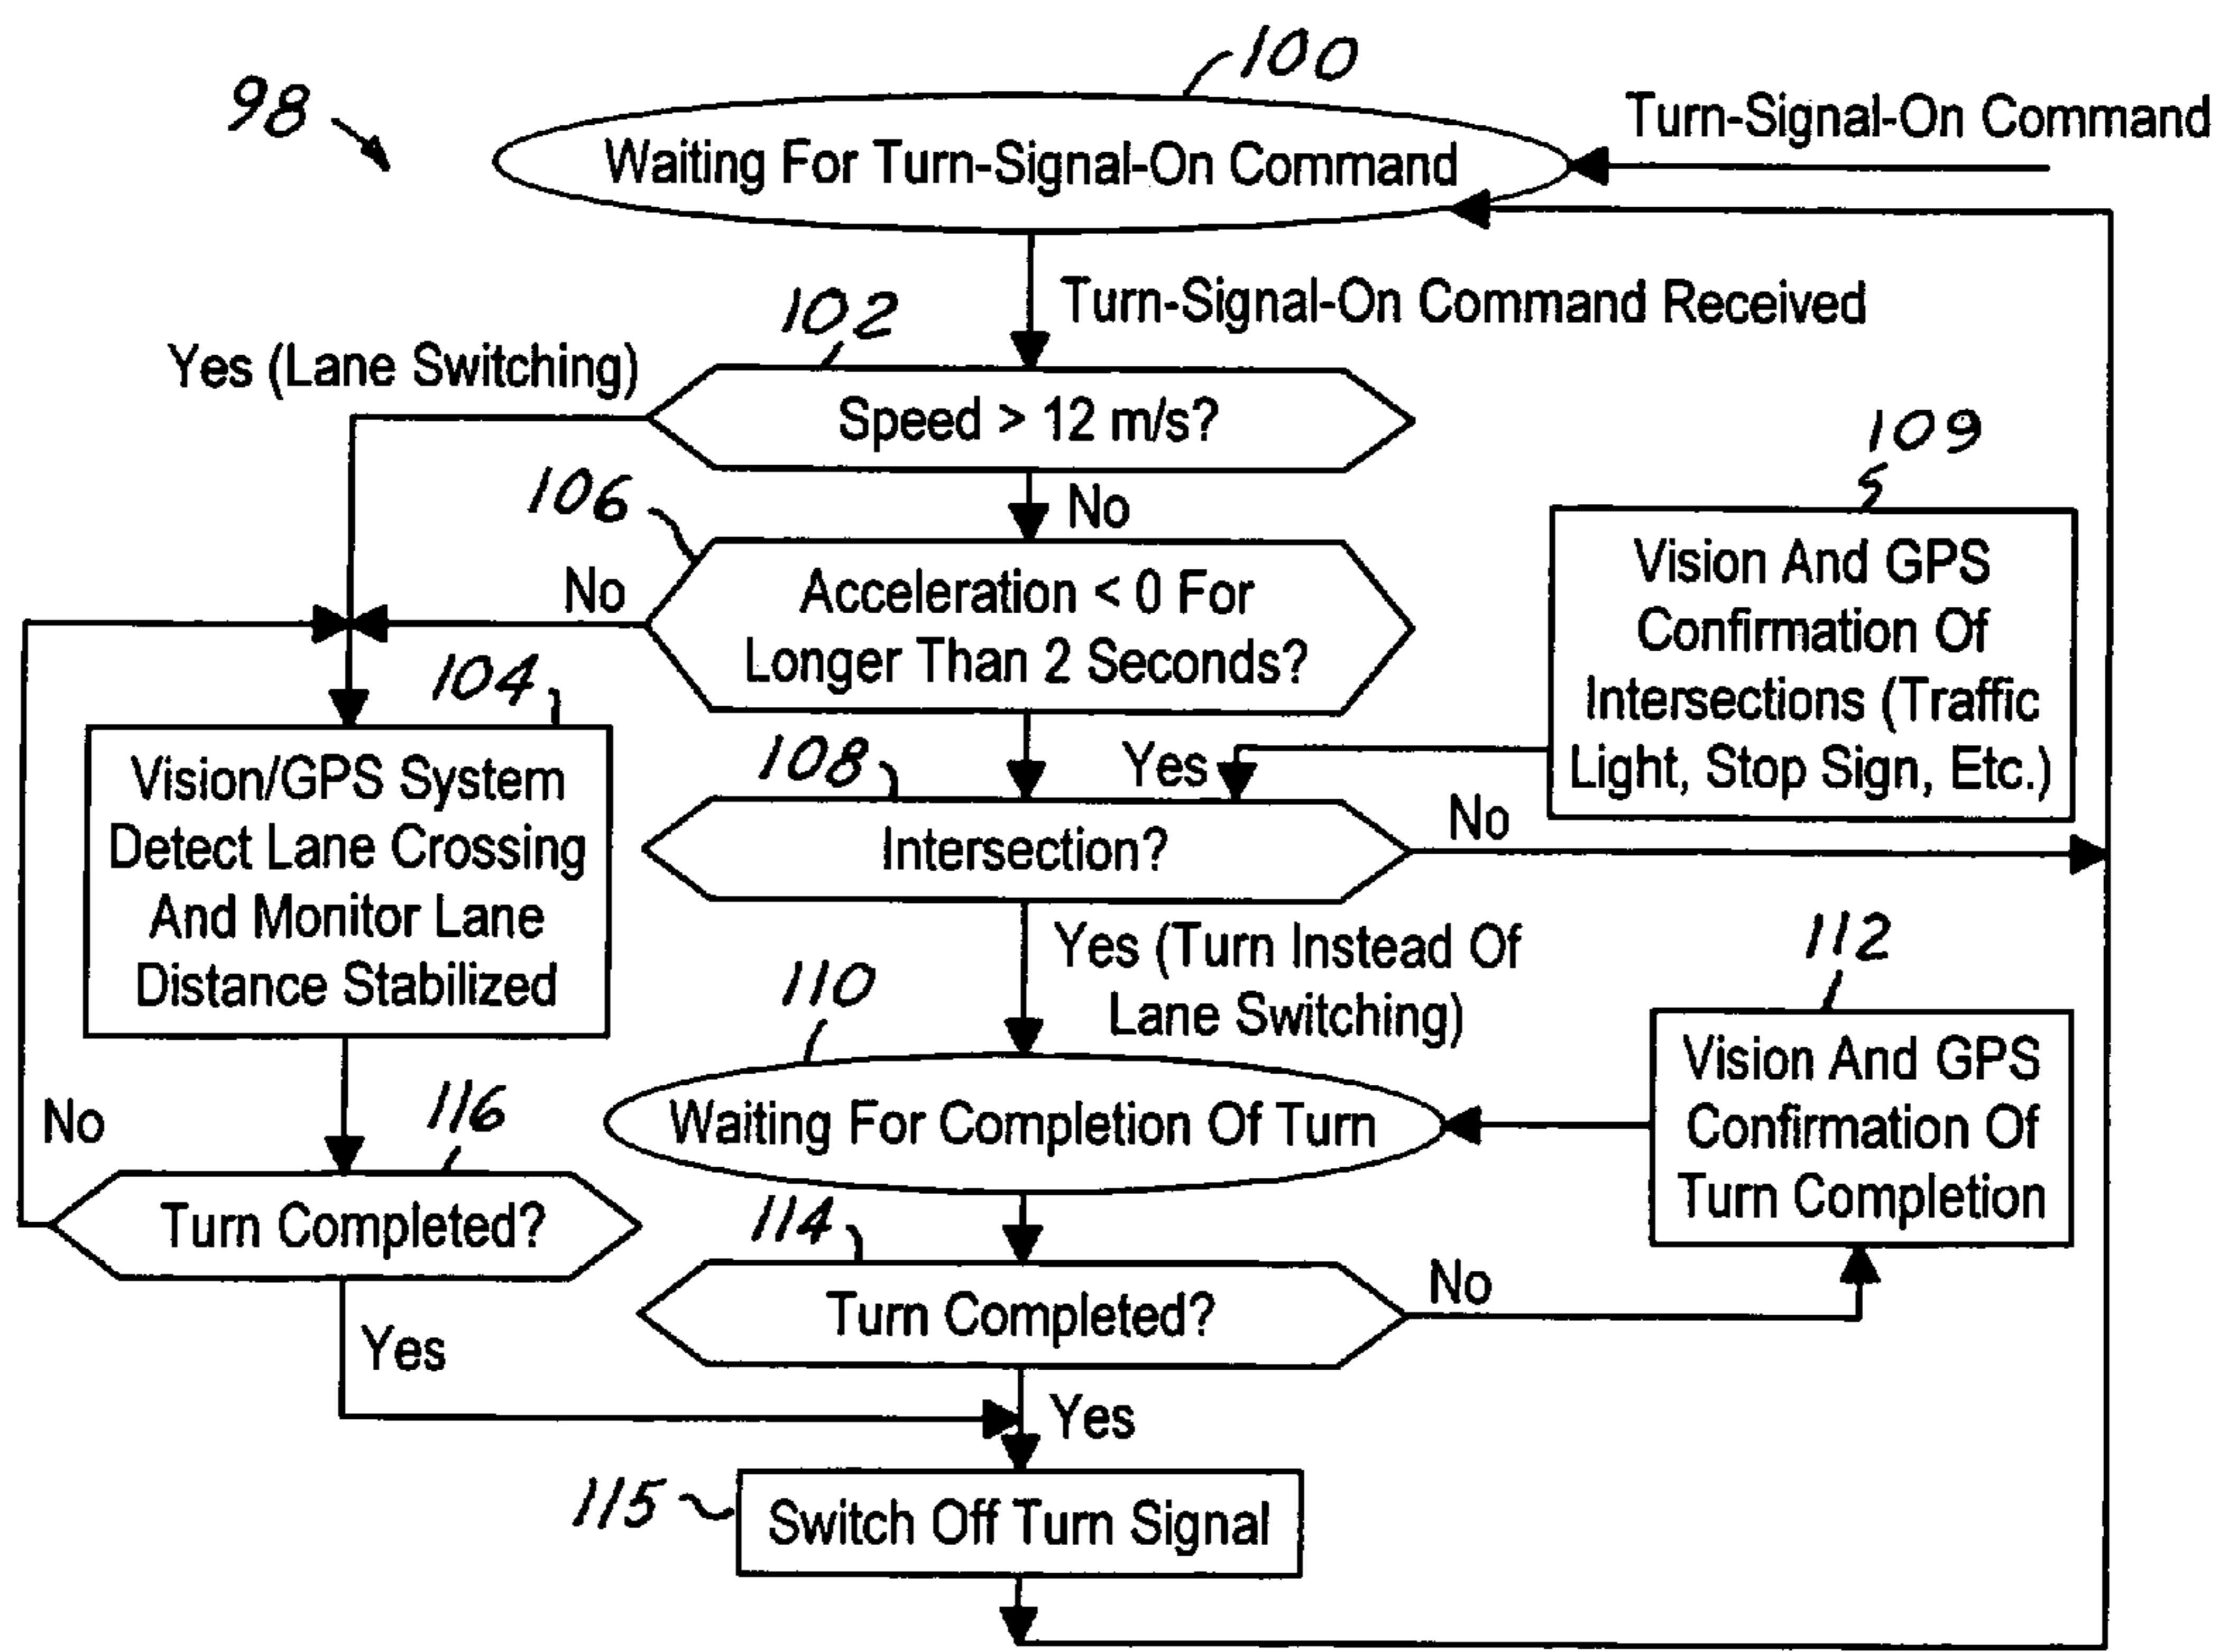 98
100
Turn-Signal-On Command
Waiting For Turn-Signal-On Command
Turn-Signal-On Command Received
102
Yes (Lane Switching)
Speed > 12 m/s?
109
106
No
No
Acceleration < 0 For
Longer Than 2 Seconds?
Vision And GPS
Confirmation Of
Intersections (Traffic
Light, Stop Sign, Etc.)
104
108
Yes
Vision/GPS System
Detect Lane Crossing
And Monitor Lane
Distance Stabilized
Intersection?
No
Yes (Turn Instead Of
Lane Switching)
112
110
Vision And GPS
Confirmation Of
Turn Completion
Waiting For Completion Of Turn
No
116
Turn Completed?
114
Turn Completed?
No
Yes
Yes
115
Switch Off Turn Signal